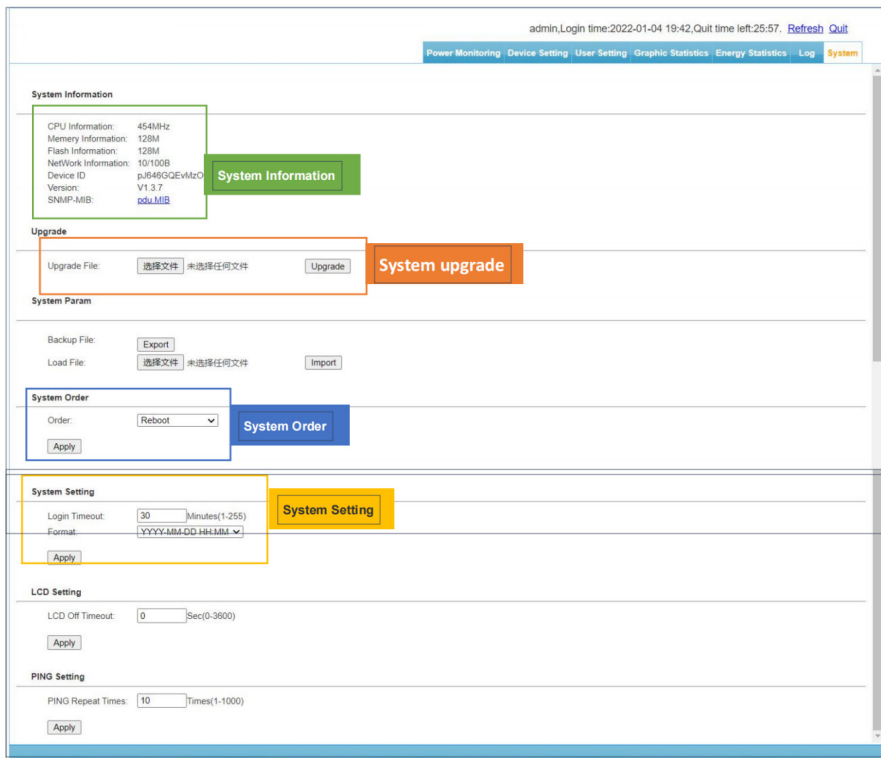 admin,Login time:2022-01-04 19:42,Quit time left:25:57. Refresh Quit
Power Monitoring Device Setting User Setting Graphic Statistics Energy Statistics Log System
System Information
CPU Information: 454MHz
Memery Information: 128M
Flash Information: 128M
NetWork Information: 10/100B
Device ID pJ646GQEvMzO
Version: V1.3.7
SNMP-MIB: pdu.MIB
System Information
Upgrade
Upgrade File: 选择文件 未选择任何文件 Upgrade
System upgrade
System Param
Backup File: Export
Load File: 选择文件 未选择任何文件 Import
System Order
Order: Reboot
Apply
System Order
System Setting
Login Timeout: 30 Minutes(1-255)
Format: YYYY-MM-DD HH:MM
Apply
System Setting
LCD Setting
LCD Off Timeout: 0 Sec(0-3600)
Apply
PING Setting
PING Repeat Times: 10 Times(1-1000)
Apply